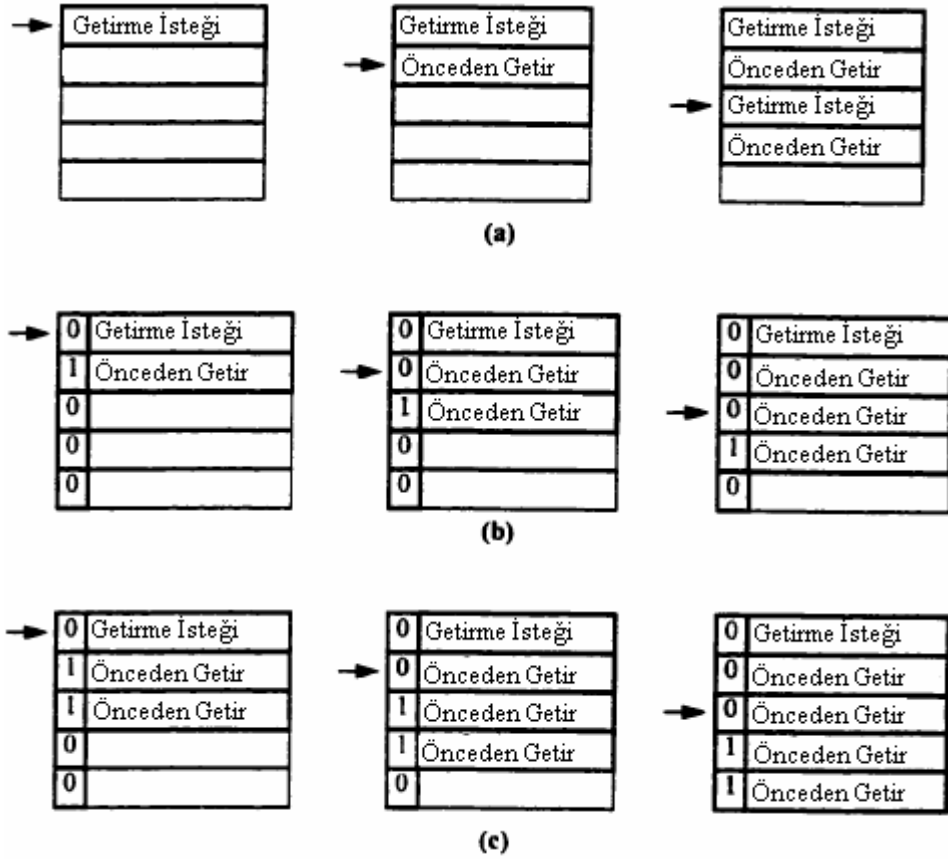 Getirme İsteği
Getirme İsteği
Önceden Getir
Getirme İsteği
Önceden Getir
Getirme İsteği
Önceden Getir
(a)
0 Getirme İsteği
1 Önceden Getir
0
0
0
0 Getirme İsteği
0 Önceden Getir
1 Önceden Getir
0
0
0 Getirme İsteği
0 Önceden Getir
0 Önceden Getir
1 Önceden Getir
0
(b)
0 Getirme İsteği
1 Önceden Getir
1 Önceden Getir
0
0
0 Getirme İsteği
0 Önceden Getir
1 Önceden Getir
1 Önceden Getir
0
0 Getirme İsteği
0 Önceden Getir
0 Önceden Getir
1 Önceden Getir
1 Önceden Getir
(c)